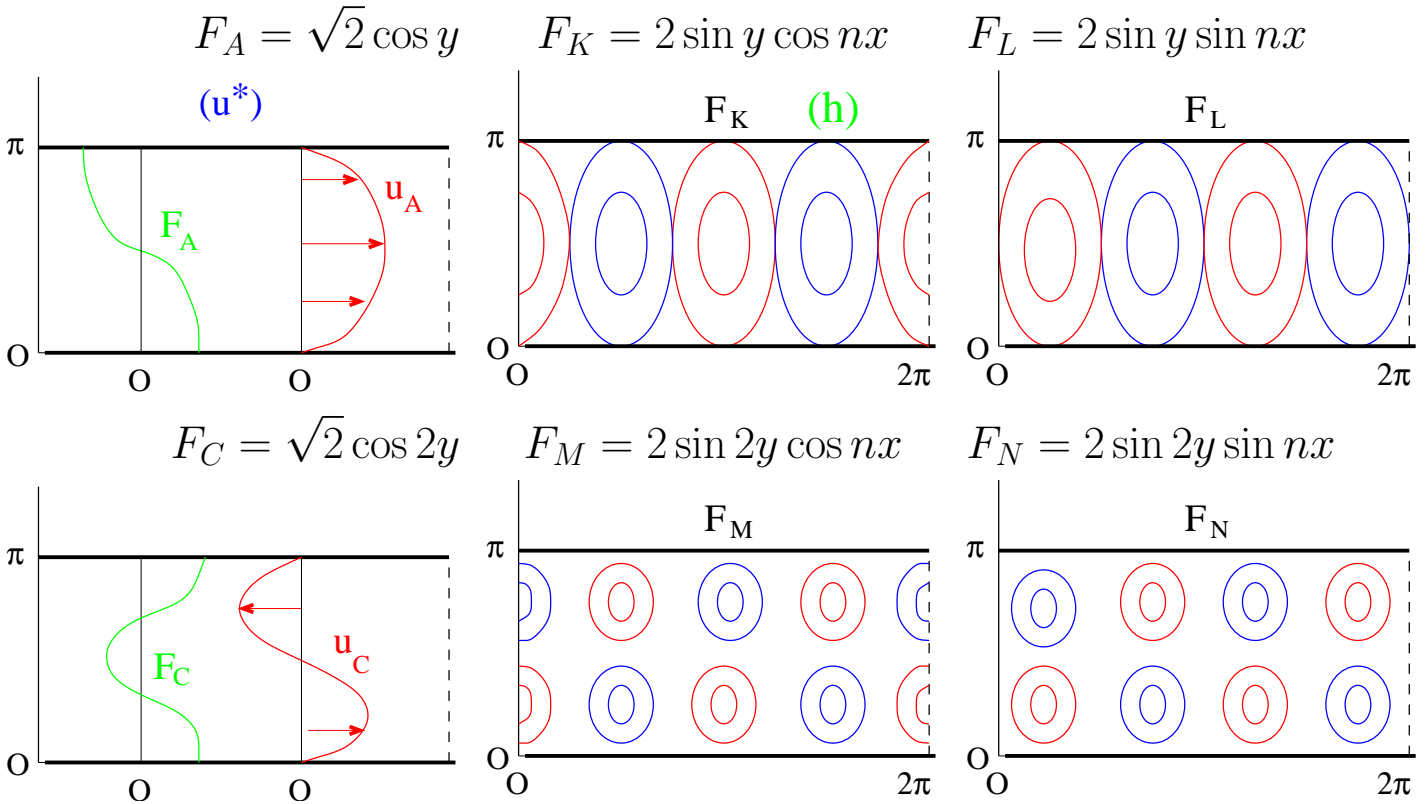 F_A = √2 cos y
F_K = 2 sin y cos nx
F_L = 2 sin y sin nx
(u*)
F_K
(h)
F_L
π
F_A
u_A
O
O
O
π
O
O
2π
π
O
O
2π
F_C = √2 cos 2y
F_M = 2 sin 2y cos nx
F_N = 2 sin 2y sin nx
F_M
F_N
π
F_C
u_C
O
O
O
π
O
O
2π
π
O
O
2π